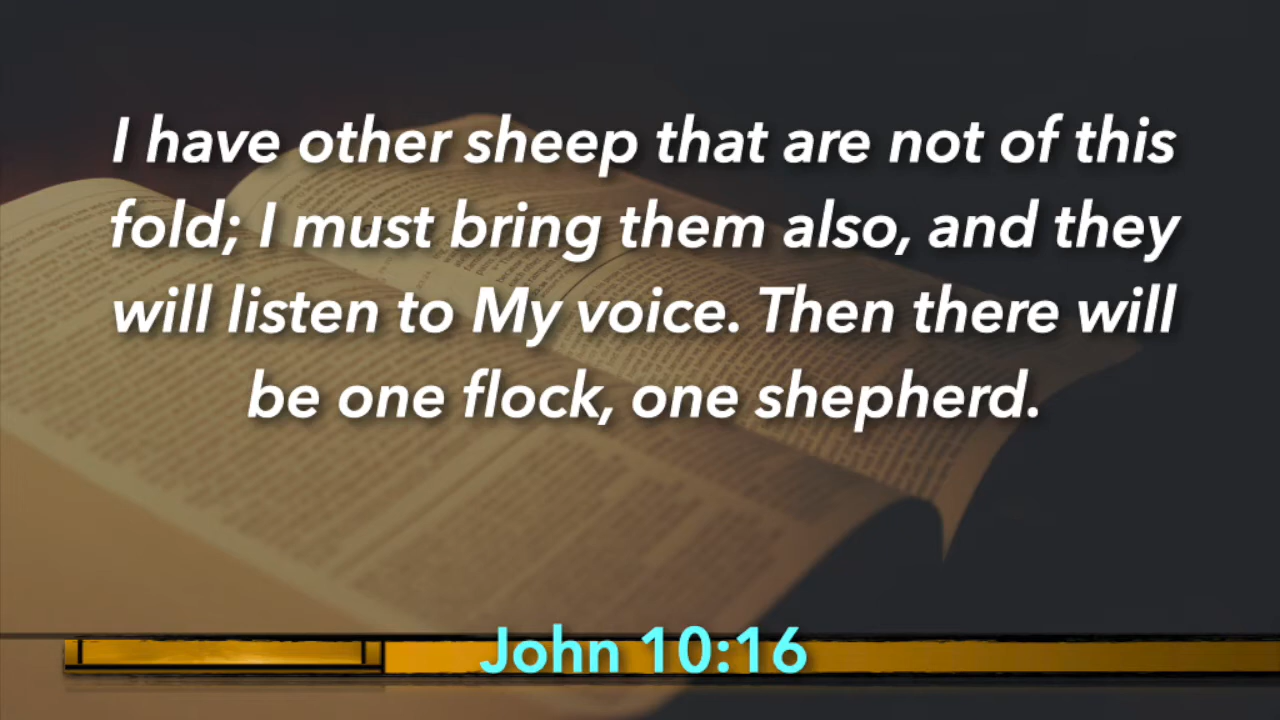 I have other sheep that are not of this
fold; I must bring them also, and they
will listen to My voice. Then there will
be one flock, one shepherd.
John 10:16